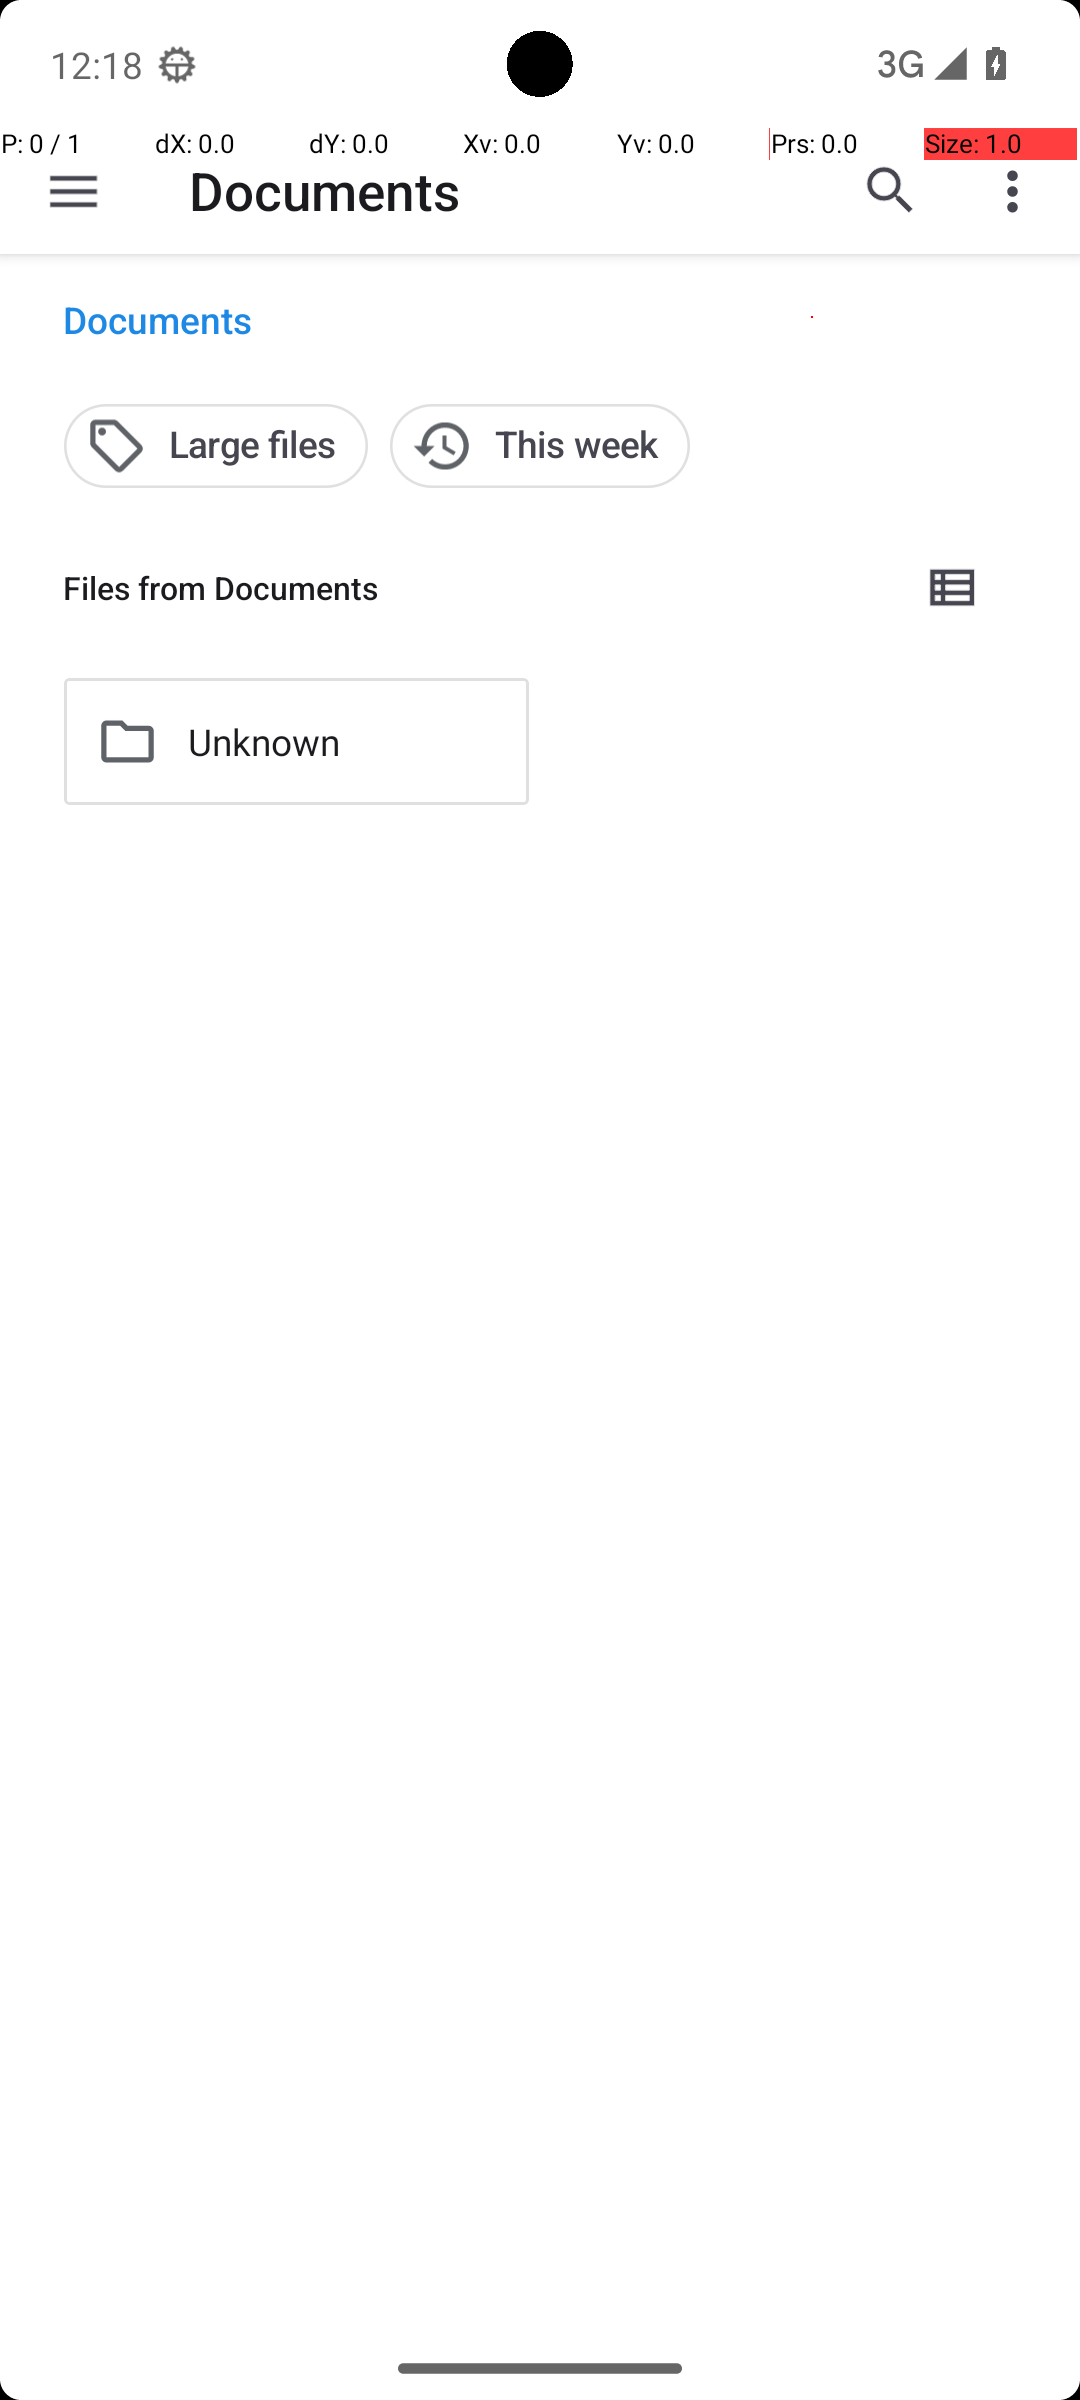 12:18
3G
P: 0 / 1 dX: 0.0 dY: 0.0 Xv: 0.0 Yv: 0.0 Prs: 0.0 Size: 1.0
Documents
Documents
Large files This week
Files from Documents
Unknown